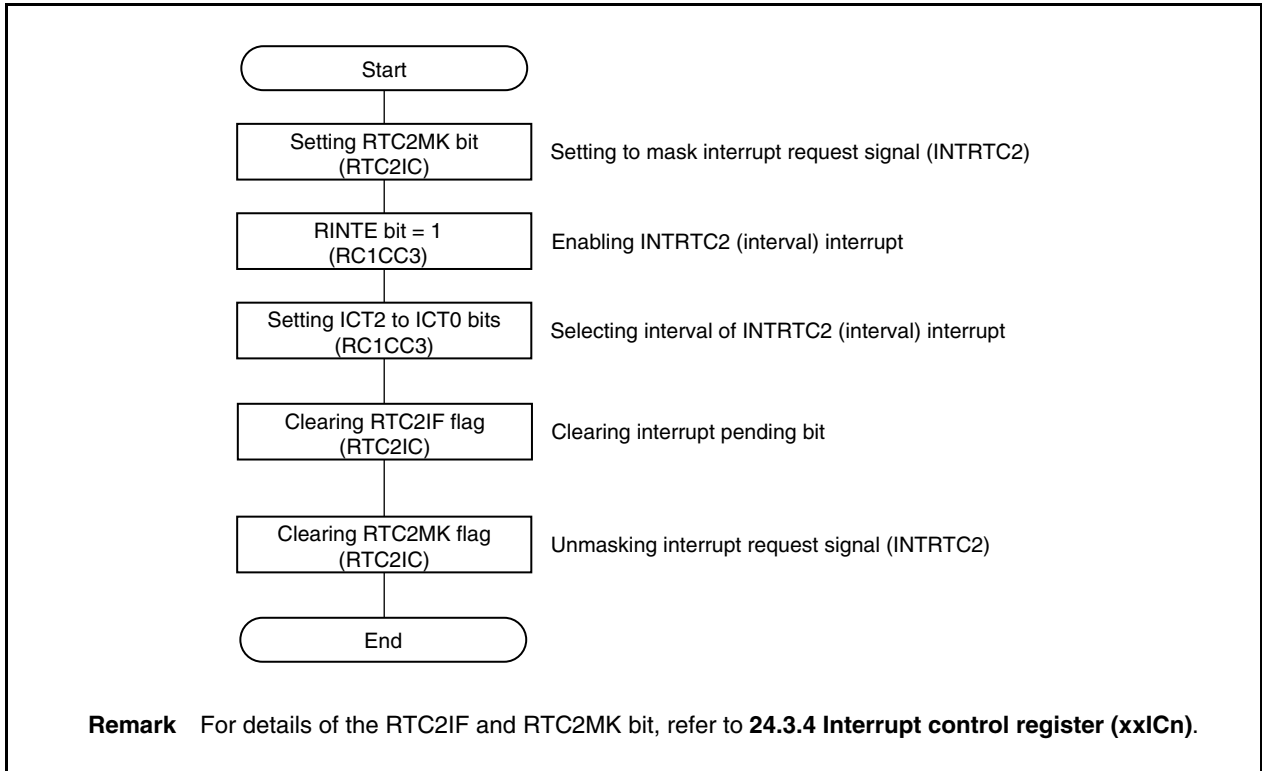 Start
Setting RTC2MK bit
(RTC2IC)
Setting to mask interrupt request signal (INTRTC2)
RINTE bit = 1
(RC1CC3)
Enabling INTRTC2 (interval) interrupt
Setting ICT2 to ICT0 bits
(RC1CC3)
Selecting interval of INTRTC2 (interval) interrupt
Clearing RTC2IF flag
(RTC2IC)
Clearing interrupt pending bit
Clearing RTC2MK flag
(RTC2IC)
Unmasking interrupt request signal (INTRTC2)
End
Remark For details of the RTC2IF and RTC2MK bit, refer to 24.3.4 Interrupt control register (xxICn).